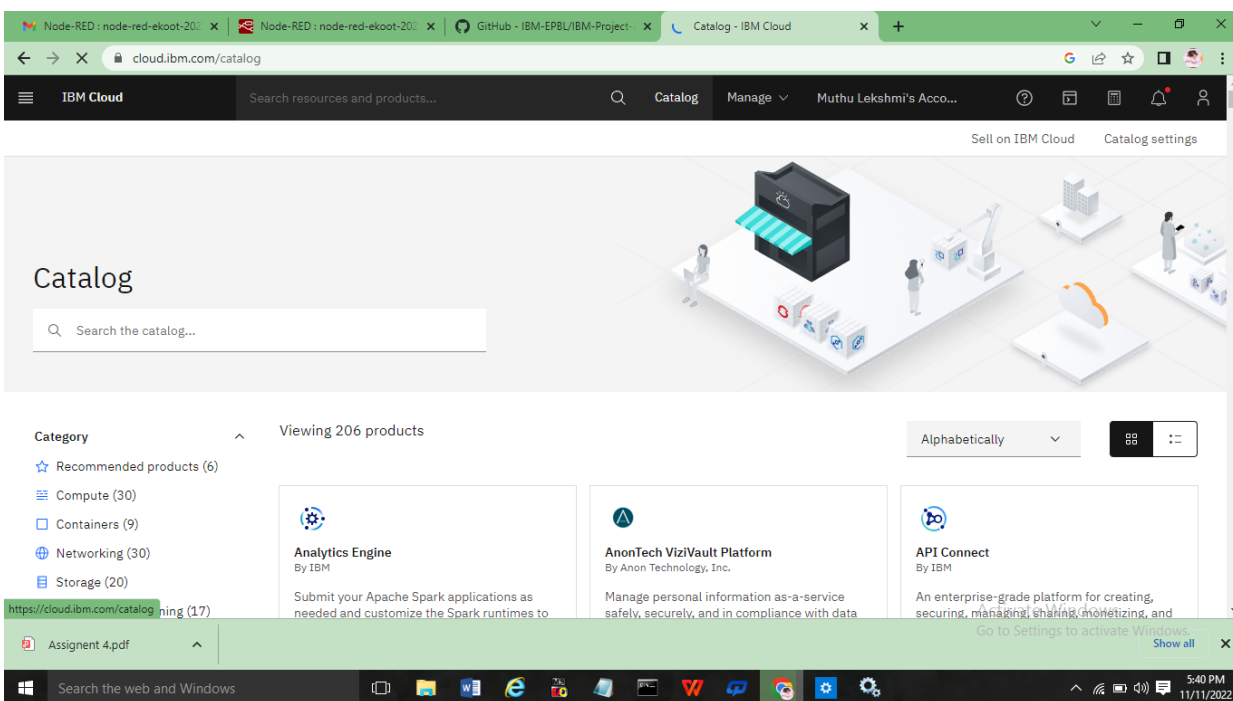 Node-RED : node-red-ekoot-202
Node-RED : node-red-ekoot-202
GitHub - IBM-EPBL/IBM-Project-
Catalog - IBM Cloud
cloud.ibm.com/catalog
IBM Cloud
Search resources and products...
Catalog
Manage
Muthu Lekshmi's Acco...
Sell on IBM Cloud
Catalog settings
Catalog
Search the catalog...
Category
Viewing 206 products
Alphabetically
Recommended products (6)
Compute (30)
Containers (9)
Networking (30)
Storage (20)
ning (17)
Analytics Engine
By IBM
Submit your Apache Spark applications as
needed and customize the Spark runtimes to
AnonTech ViziVault Platform
By Anon Technology, Inc.
Manage personal information as-a-service
safely, securely, and in compliance with data
API Connect
By IBM
An enterprise-grade platform for creating,
securing, managing, sharing, monetizing, and
https://cloud.ibm.com/catalog
Activate Windows
Go to Settings to activate Windows.
Assignent 4.pdf
Show all
Search the web and Windows
5:40 PM
11/11/2022